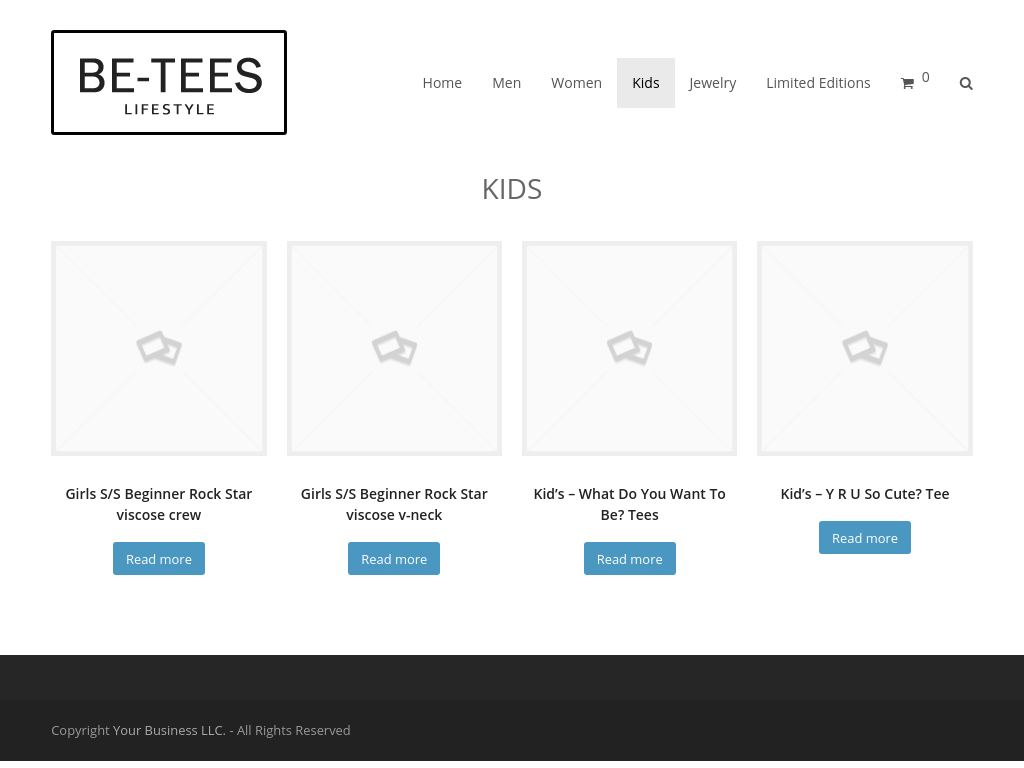 BE-TEES
LIFESTYLE
Home Men Women Kids Jewelry Limited Editions 0
KIDS
Girls S/S Beginner Rock Star
viscose crew
Read more
Girls S/S Beginner Rock Star
viscose v-neck
Read more
Kid’s – What Do You Want To
Be? Tees
Read more
Kid’s – Y R U So Cute? Tee
Read more
Copyright Your Business LLC. - All Rights Reserved